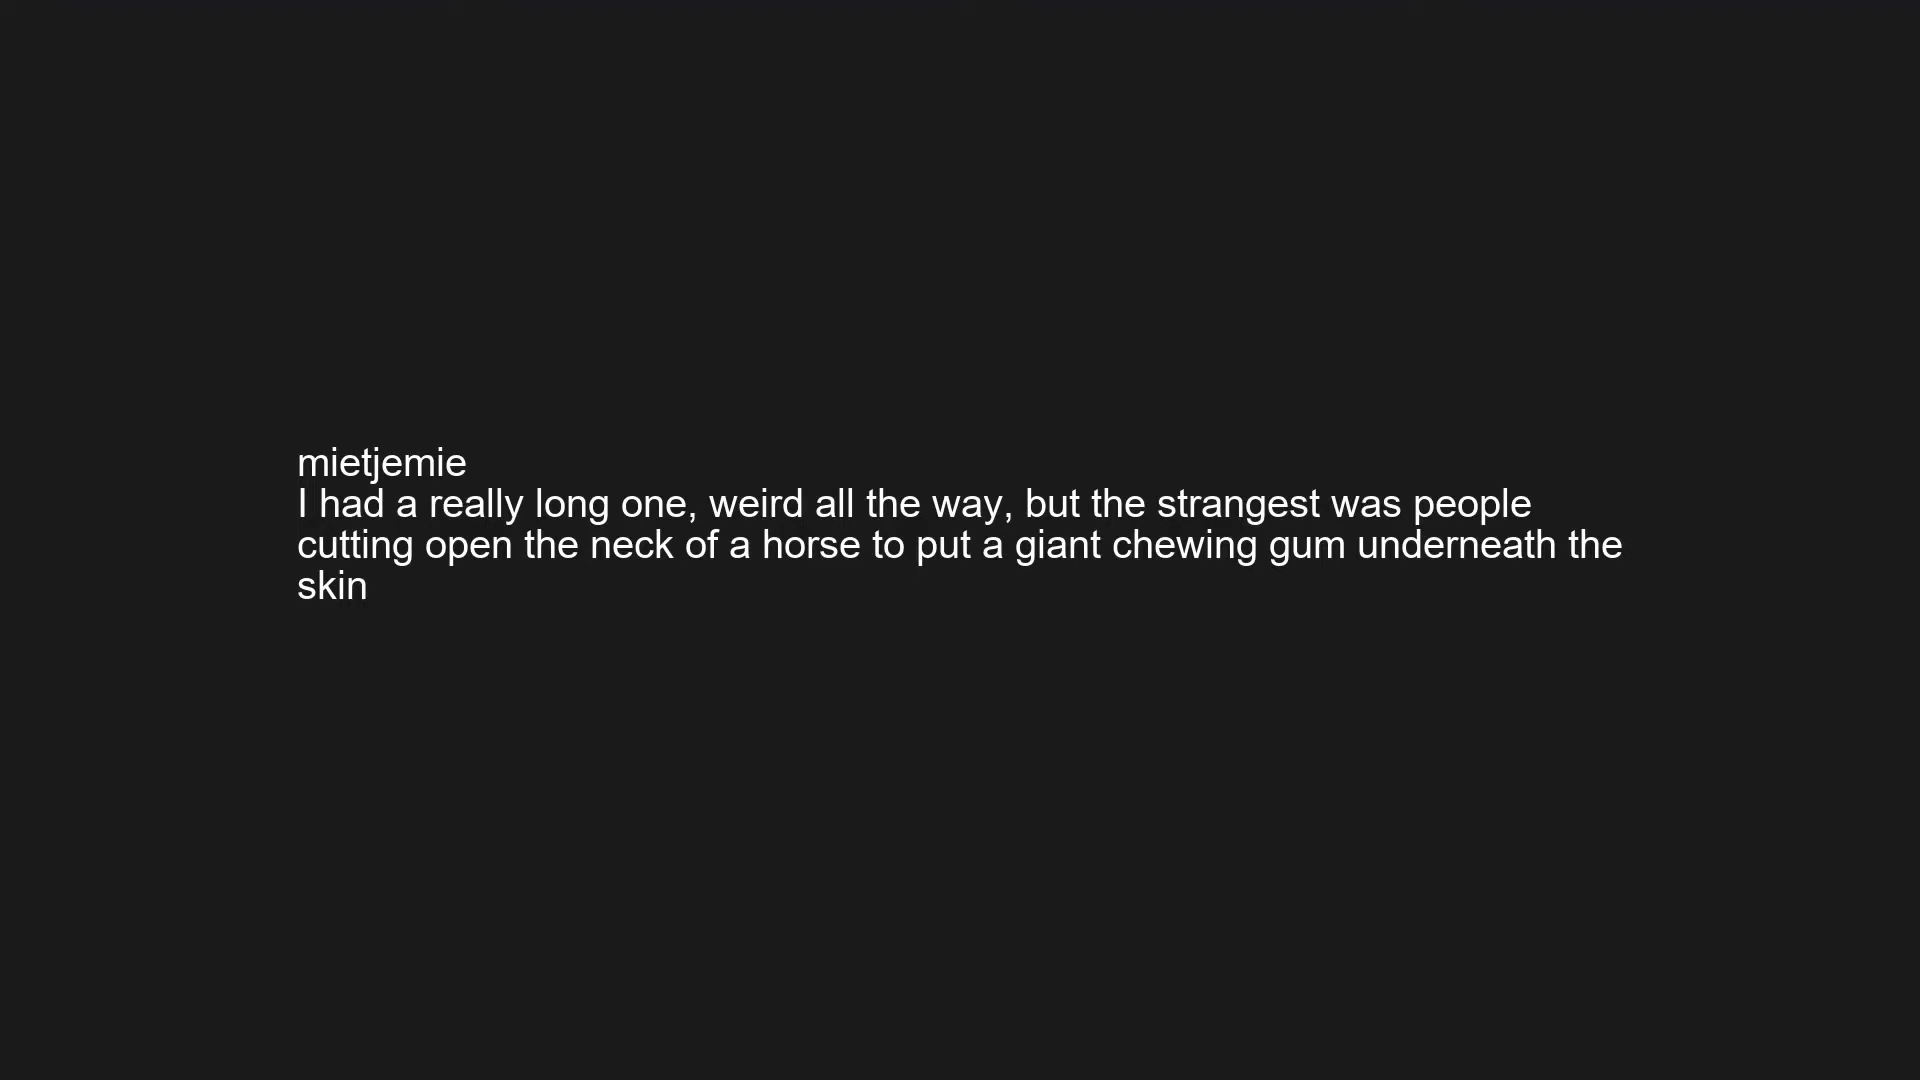 mietjemie
I had a really long one, weird all the way, but the strangest was people
cutting open the neck of a horse to put a giant chewing gum underneath the
skin